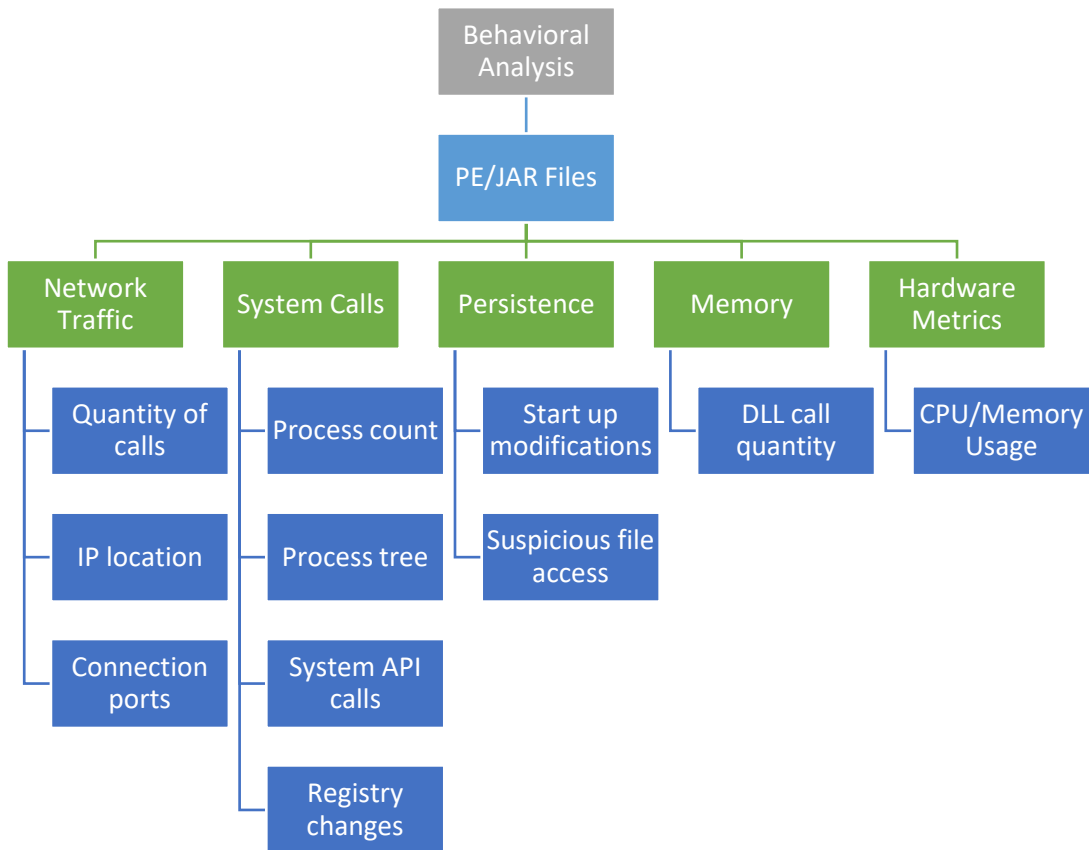 Behavioral
Analysis
PE/JAR Files
Network
Traffic
System Calls
Persistence
Memory
Hardware
Metrics
Quantity of
calls
Process count
Start up
modifications
DLL call
quantity
CPU/Memory
Usage
IP location
Process tree
Suspicious file
access
Connection
ports
System API
calls
Registry
changes